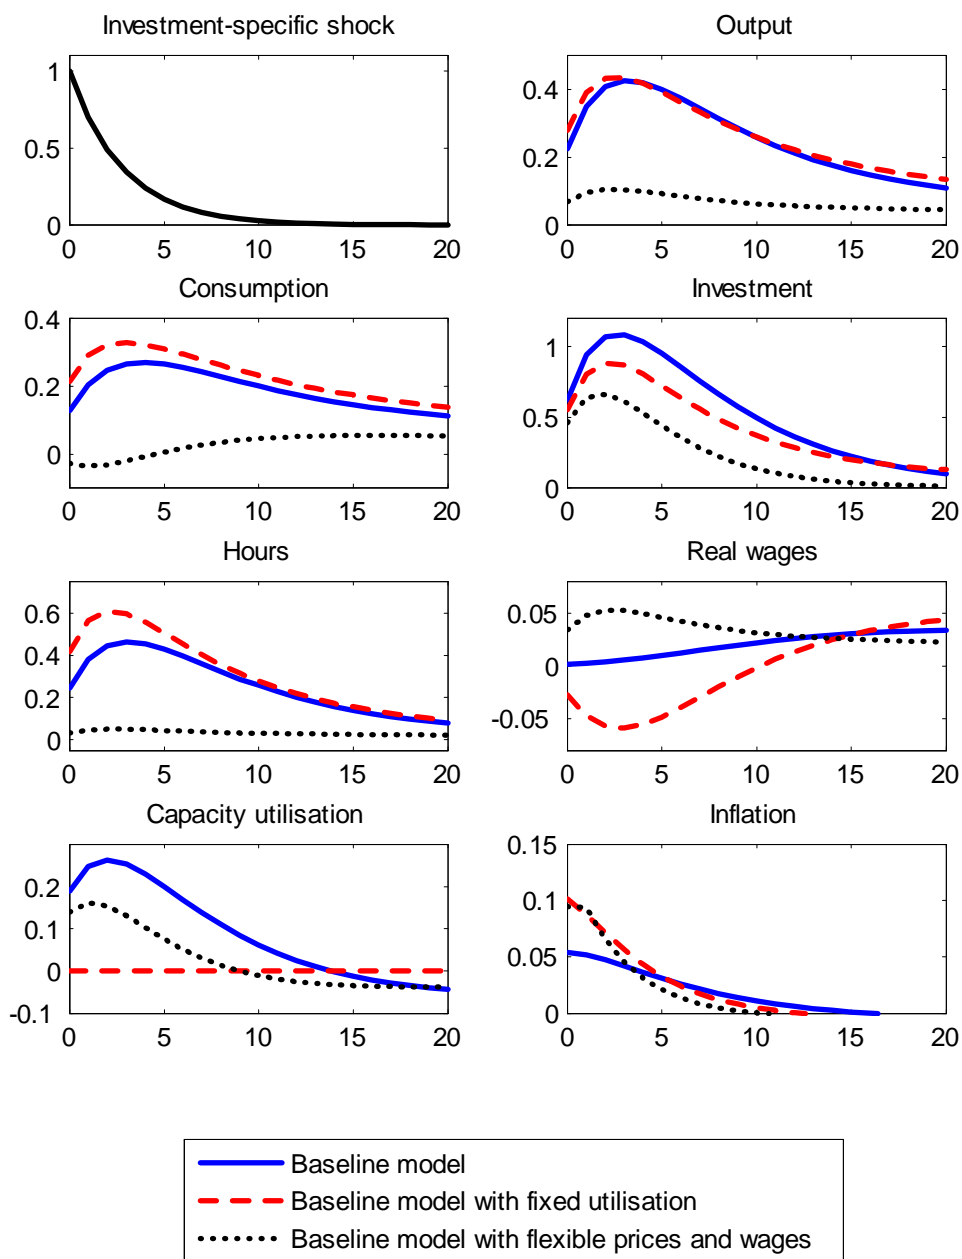 Investment-specific shock
Output
1
0.5
0
0 5 10 15 20
0.4
0.2
0
0 5 10 15 20
Consumption
Investment
0.4
0.2
0
0 5 10 15 20
1
0.5
0
0 5 10 15 20
Hours
Real wages
0.6
0.4
0.2
0
0 5 10 15 20
0.05
0
-0.05
0 5 10 15 20
Capacity utilisation
Inflation
0.2
0.1
0
-0.1
0 5 10 15 20
0.15
0.1
0.05
0
0 5 10 15 20
Baseline model
Baseline model with fixed utilisation
Baseline model with flexible prices and wages